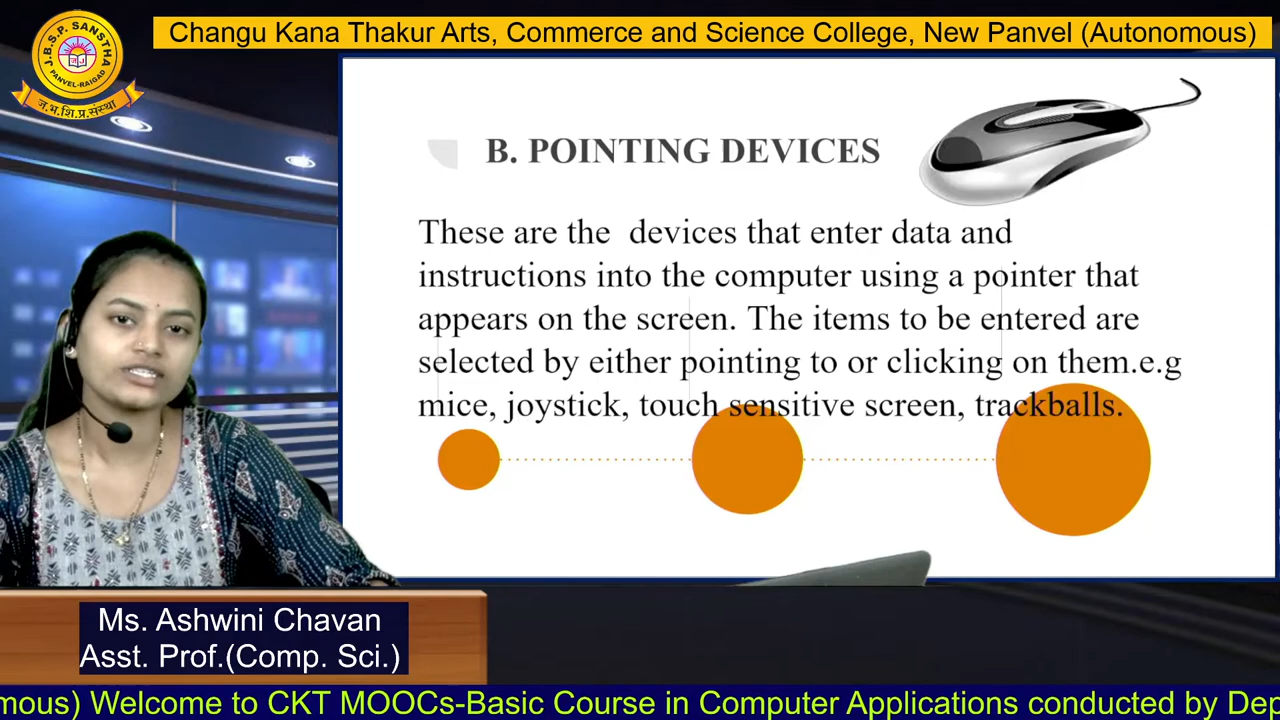 Changu Kana Thakur Arts, Commerce and Science College, New Panvel (Autonomous)
J.B.S.P. SANSTHA
PANVEL-RAIGAD
ज.भ.शि.प्र.संस्था
B. POINTING DEVICES
These are the devices that enter data and
instructions into the computer using a pointer that
appears on the screen. The items to be entered are
selected by either pointing to or clicking on them.e.g
mice, joystick, touch sensitive screen, trackballs.
Ms. Ashwini Chavan
Asst. Prof.(Comp. Sci.)
mous) Welcome to CKT MOOCs-Basic Course in Computer Applications conducted by Dep